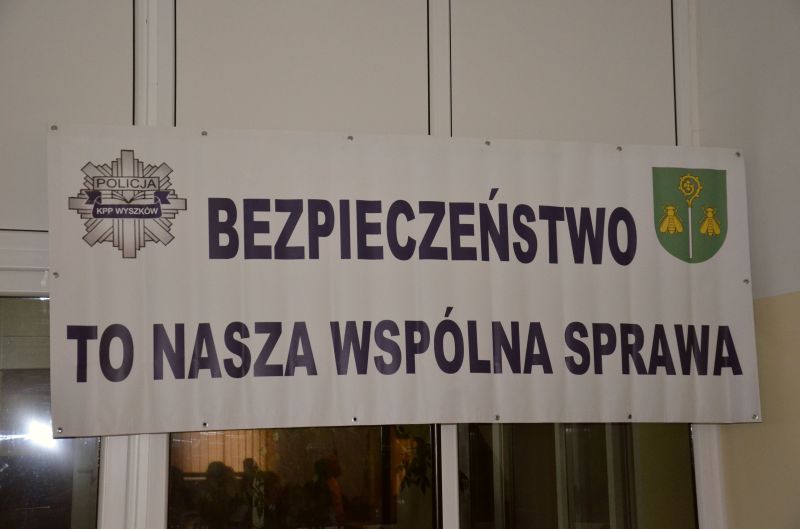 POLICJA
KPP WYSZKÓW
BEZPIECZEŃSTWO
TO NASZA WSPÓLNA SPRAWA